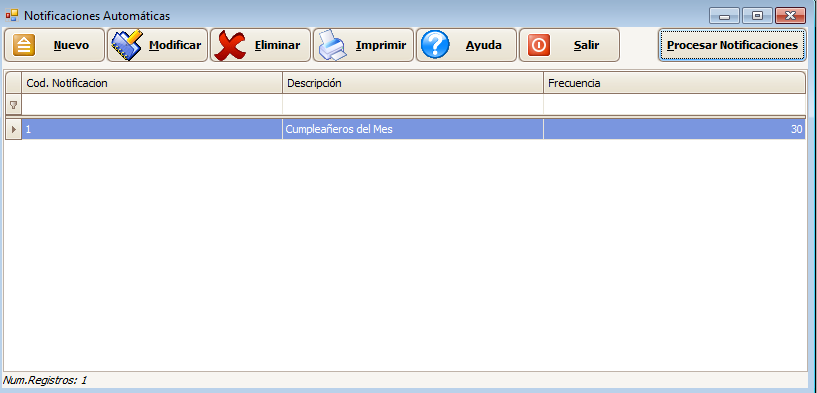 Notificaciones Automáticas
Nuevo Modificar Eliminar Imprimir Ayuda Salir Procesar Notificaciones
Cod. Notificacion Descripción Frecuencia
1 Cumpleañeros del Mes 30
Num.Registros: 1